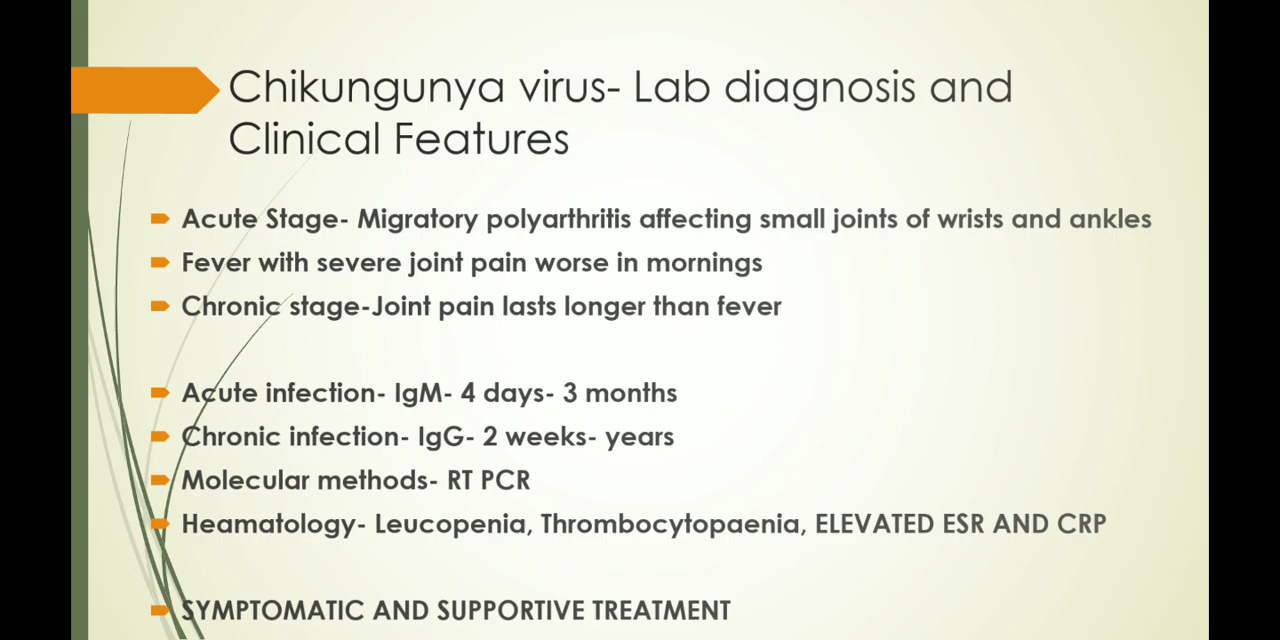 Chikungunya virus- Lab diagnosis and
Clinical Features
Acute Stage- Migratory polyarthritis affecting small joints of wrists and ankles
Fever with severe joint pain worse in mornings
Chronic stage-Joint pain lasts longer than fever
Acute infection- IgM- 4 days- 3 months
Chronic infection- IgG- 2 weeks- years
Molecular methods- RT PCR
Heamatology- Leucopenia, Thrombocytopaenia, ELEVATED ESR AND CRP
SYMPTOMATIC AND SUPPORTIVE TREATMENT